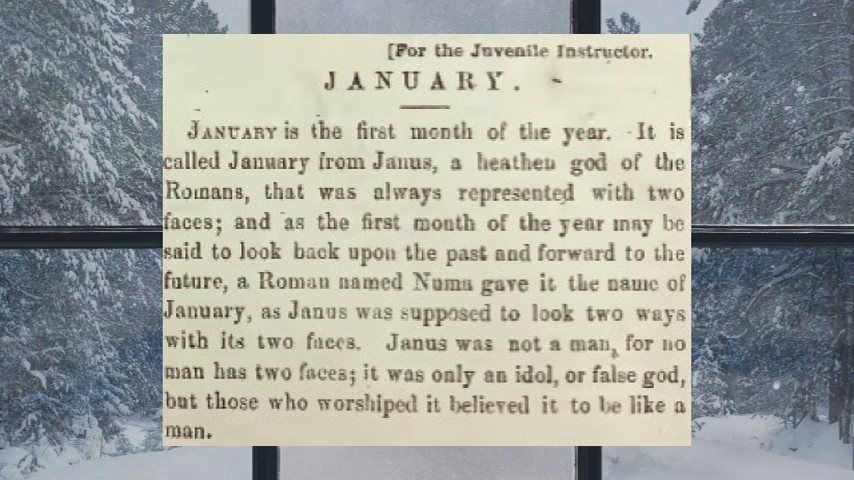 [For the Juvenile Instructor.
JANUARY.
JANUARY is the first month of the year. It is
called January from Janus, a heathen god of the
Romans, that was always represented with two
faces; and as the first month of the year may be
said to look back upon the past and forward to the
future, a Roman named Numa gave it the name of
January, as Janus was supposed to look two ways
with its two faces. Janus was not a man, for no
man has two faces; it was only an idol, or false god,
but those who worshiped it believed it to be like a
man.